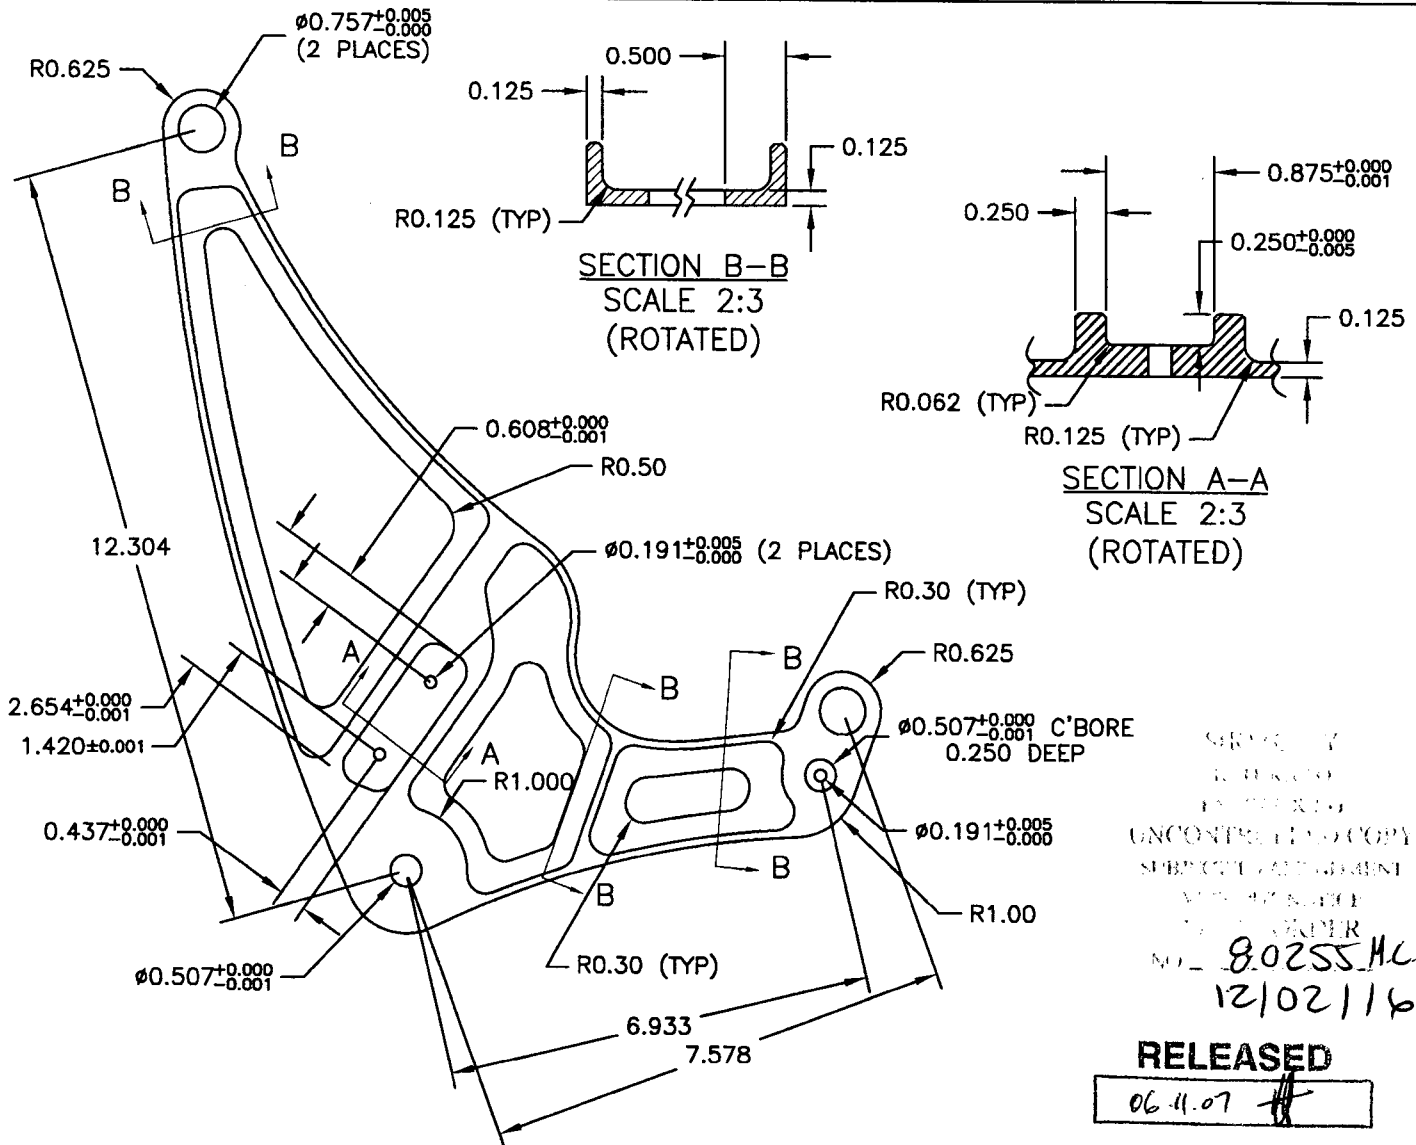 ø0.757+0.005 -0.000
(2 PLACES)
R0.625
0.500
0.125
0.125
R0.125 (TYP)
SECTION B-B
SCALE 2:3
(ROTATED)
0.875+0.000 -0.001
0.250
0.250+0.000 -0.005
0.125
R0.062 (TYP)
R0.125 (TYP)
SECTION A-A
SCALE 2:3
(ROTATED)
B
B
0.608+0.000 -0.001
R0.50
12.304
ø0.191+0.005 -0.000 (2 PLACES)
R0.30 (TYP)
A
B
R0.625
B
2.654+0.000 -0.001
1.420±0.001
ø0.507+0.000 -0.001 C'BORE
0.250 DEEP
A
R1.000
0.437+0.000 -0.001
ø0.191+0.005 -0.000
B
B
R1.00
ø0.507+0.000 -0.001
R0.30 (TYP)
6.933
7.578
COPY
ORDER
80255 MC
12/02/16
RELEASED
06.11.07